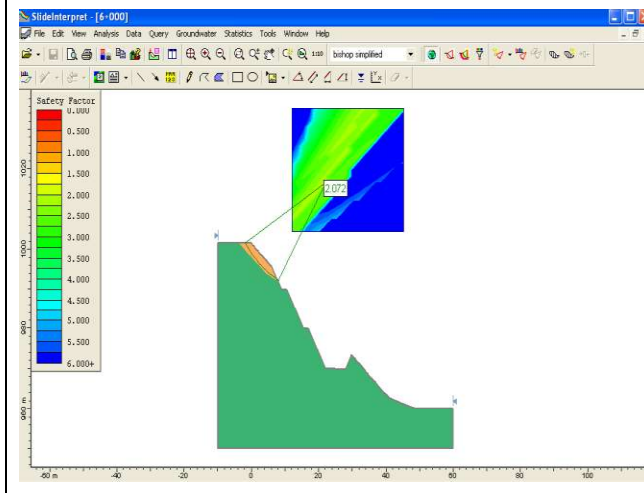 SlideInterpret - [6+000]
File Edit View Analysis Data Query Groundwater Statistics Tools Window Help
1:10 bishop simplified
Safety Factor
0.000
0.500
1.000
1.500
2.000
2.500
3.000
3.500
4.000
4.500
5.000
5.500
6.000+
2.072
1020
1000
980
960 m
-60 m -40 -20 0 20 40 60 80 100